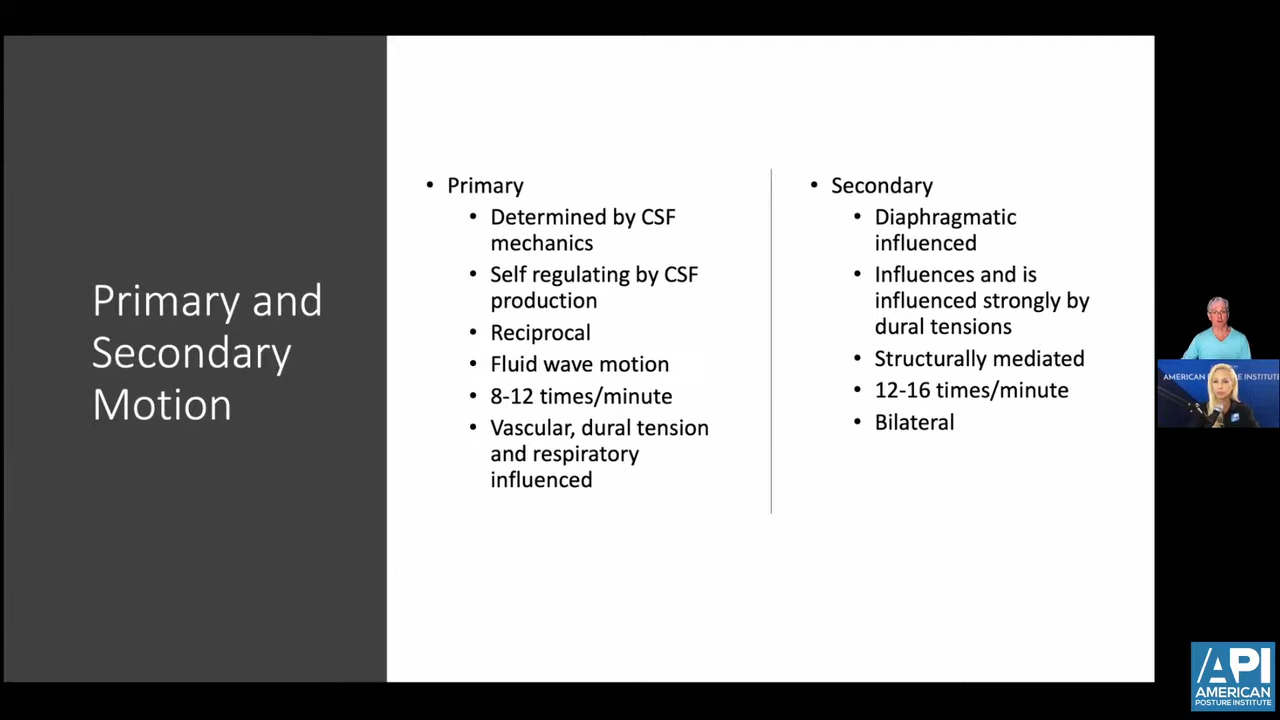 Primary and
Secondary
Motion
• Primary
• Determined by CSF
mechanics
• Self regulating by CSF
production
• Reciprocal
• Fluid wave motion
• 8-12 times/minute
• Vascular, dural tension
and respiratory
influenced
• Secondary
• Diaphragmatic
influenced
• Influences and is
influenced strongly by
dural tensions
• Structurally mediated
• 12-16 times/minute
• Bilateral
API
AMERICAN
POSTURE INSTITUTE